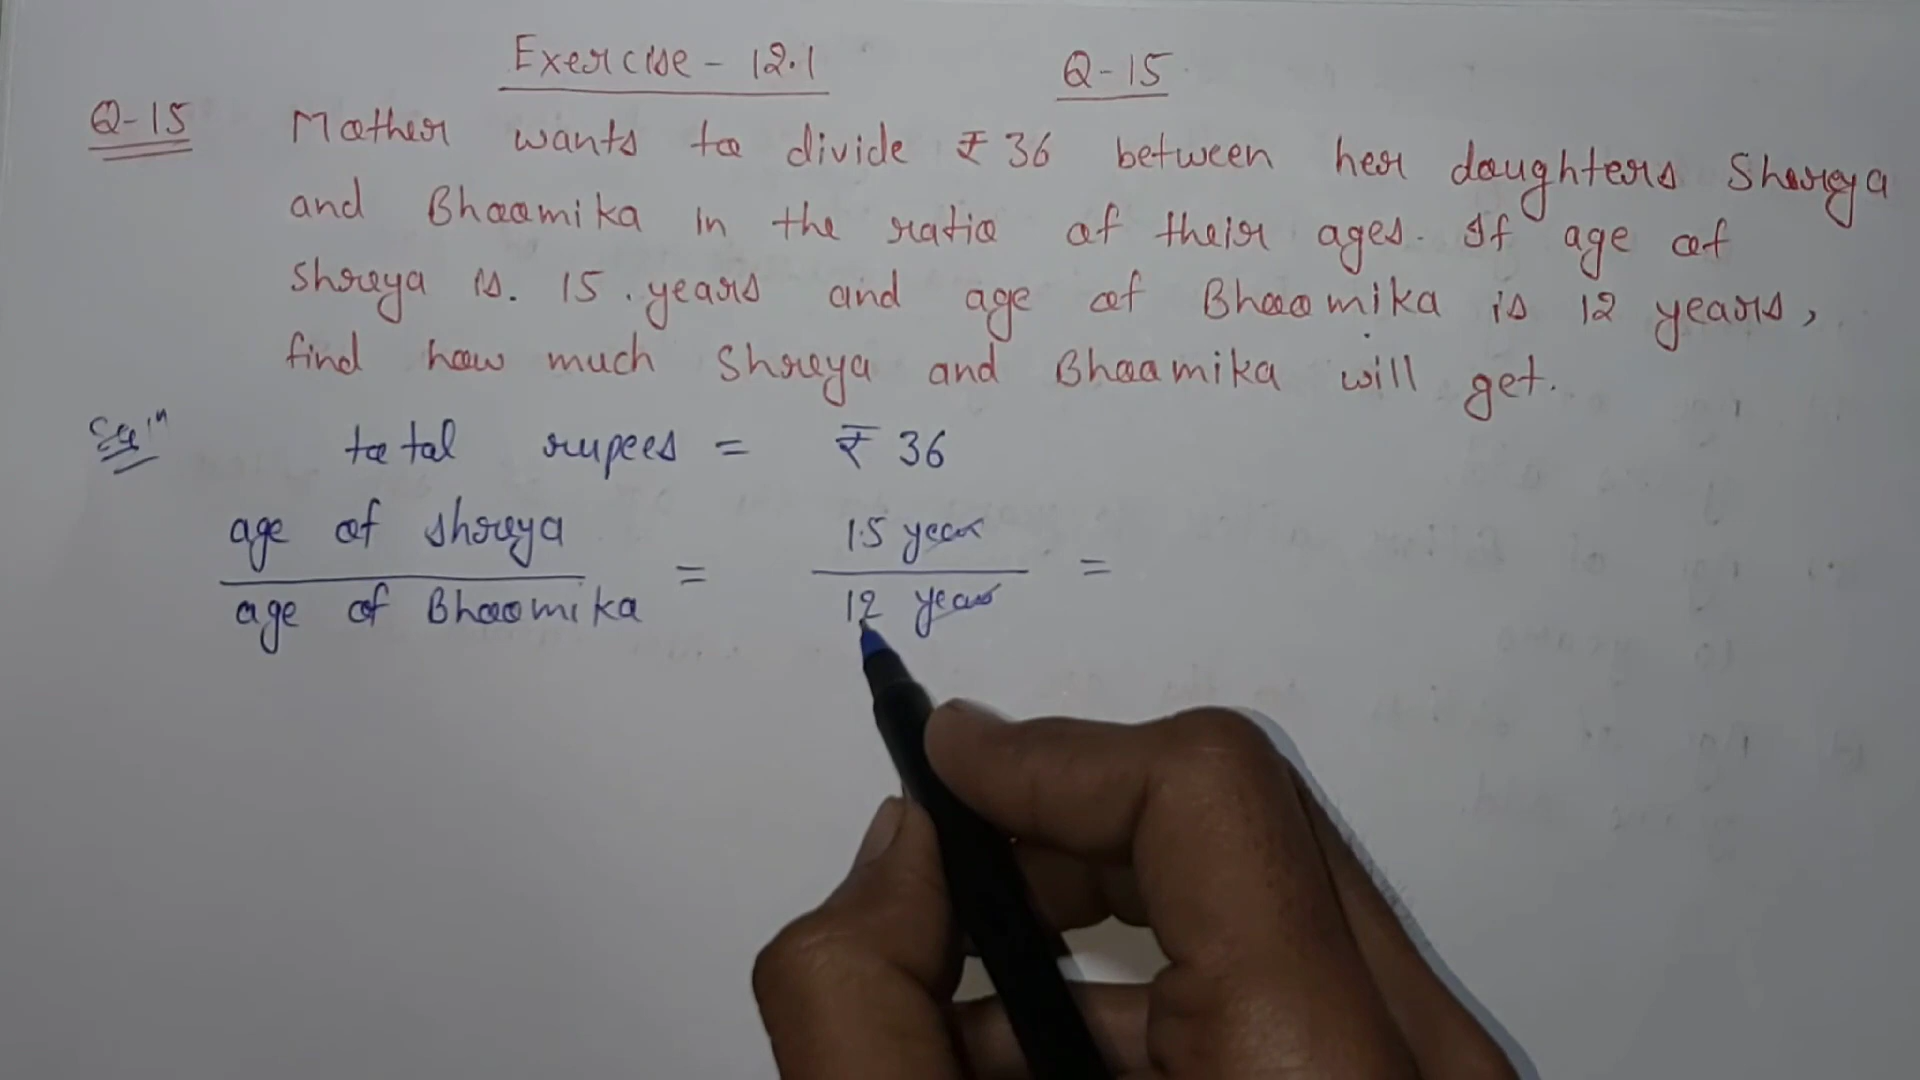 Exercise - 12.1 Q-15
Q-15 Mother wants to divide ₹ 36 between her daughters Shreya
and Bhoomika in the ratio of their ages. If age of
Shreya is. 15 years and age of Bhoomika is 12 years,
find how much Shreya and Bhoomika will get.
Solⁿ total rupees = ₹ 36
age of shreya 15 year
= =
age of Bhoomika 12 years